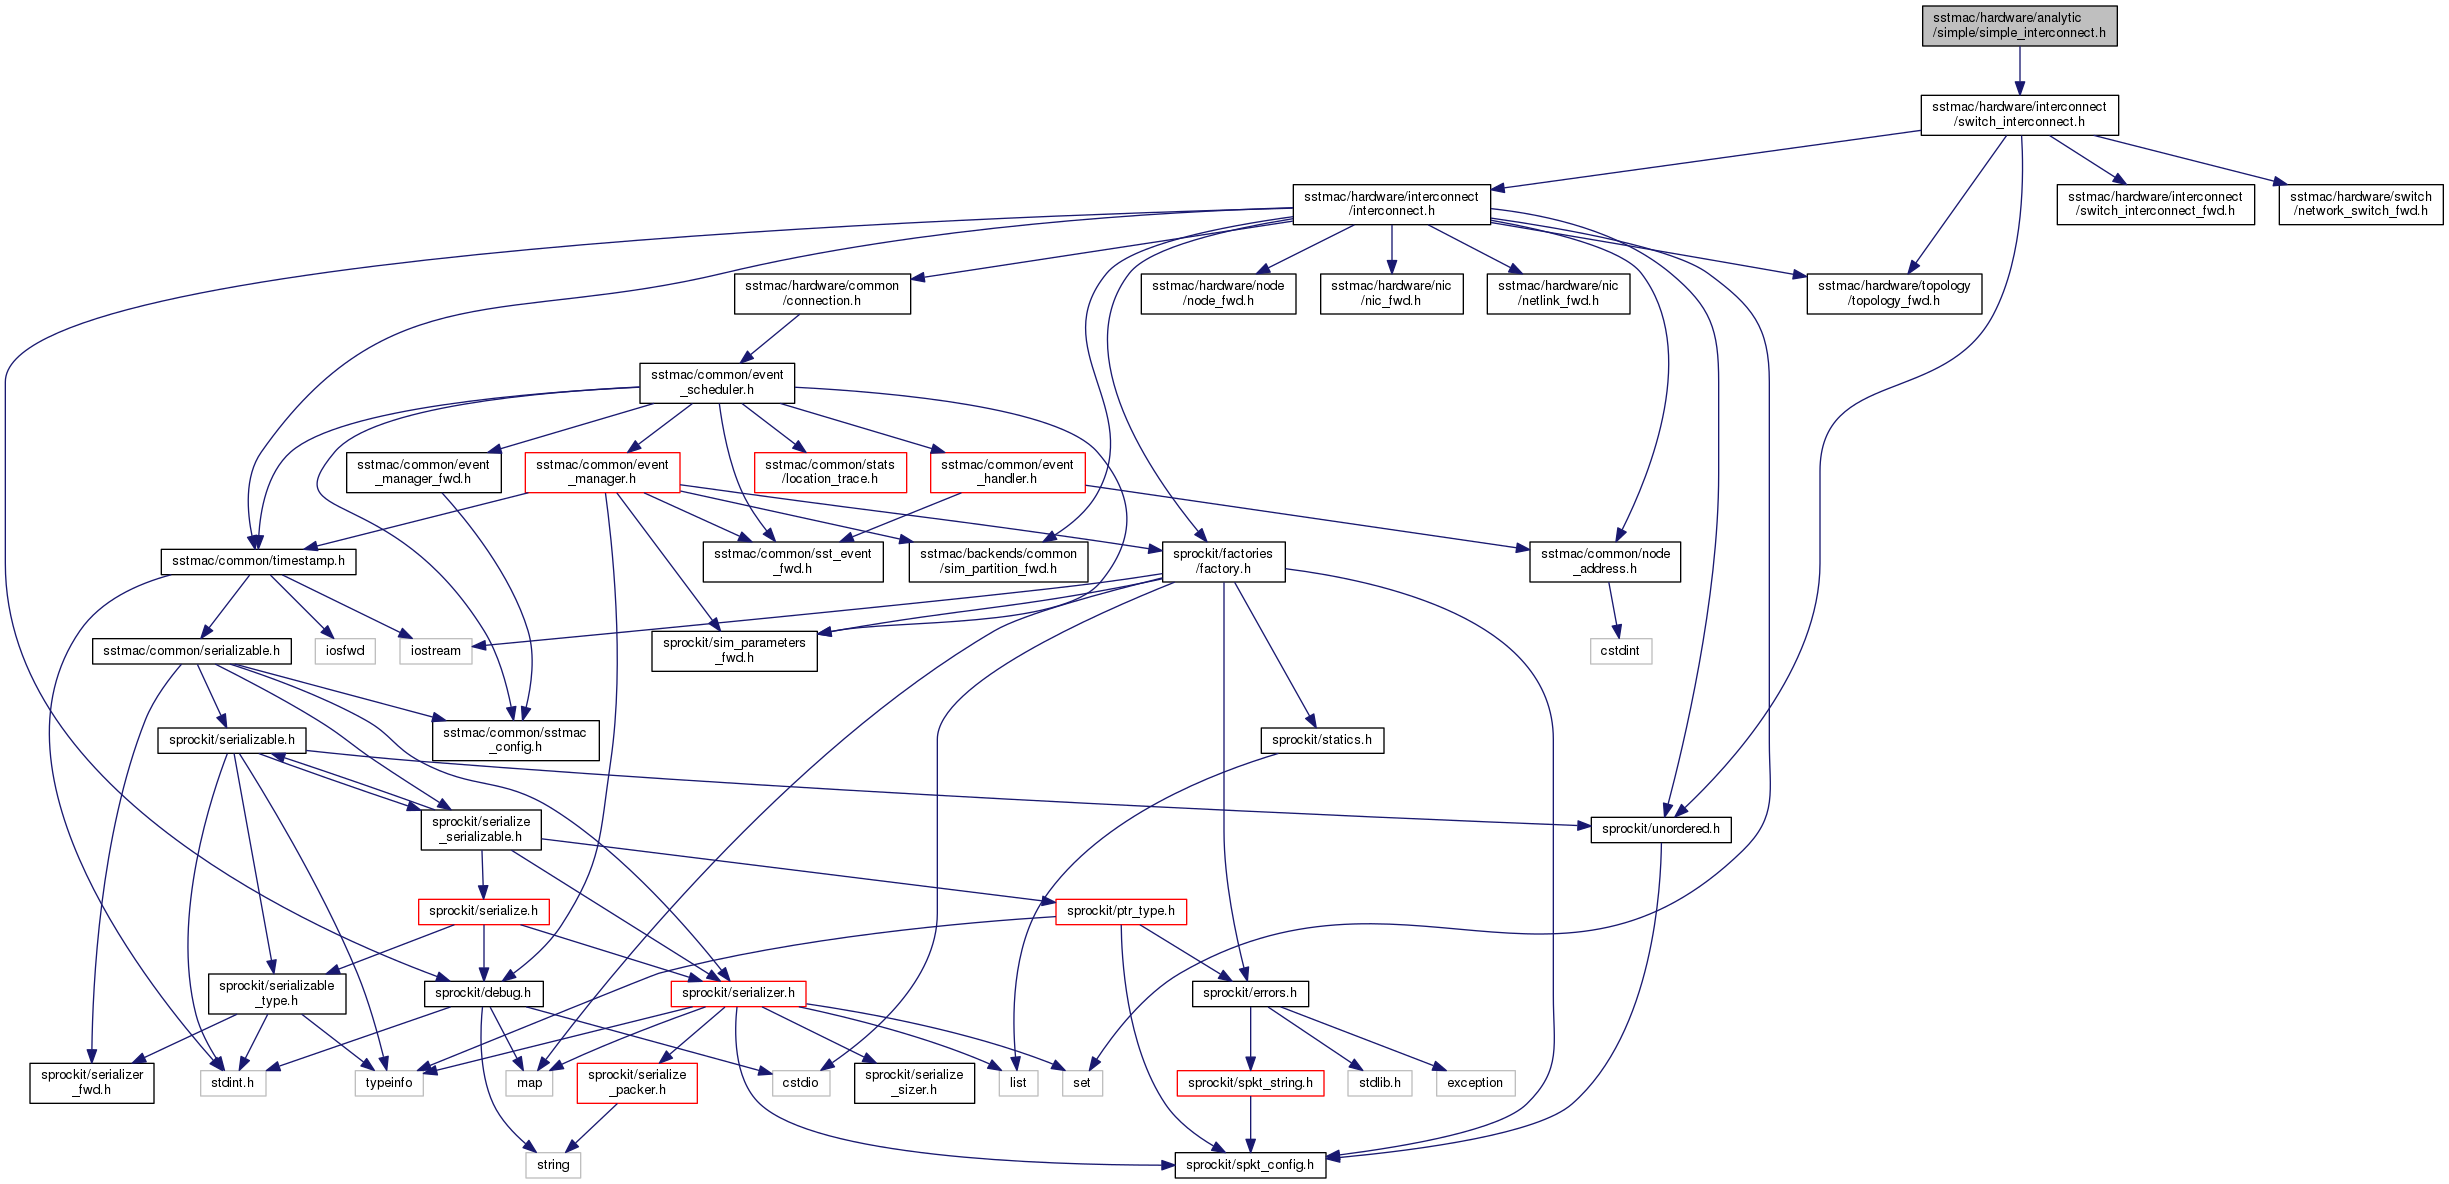 sstmac/hardware/analytic
/simple/simple_interconnect.h
sstmac/hardware/interconnect
/switch_interconnect.h
sstmac/hardware/interconnect
/interconnect.h
sstmac/hardware/interconnect
/switch_interconnect_fwd.h
sstmac/hardware/switch
/network_switch_fwd.h
sstmac/hardware/common
/connection.h
sstmac/hardware/node
/node_fwd.h
sstmac/hardware/nic
/nic_fwd.h
sstmac/hardware/nic
/netlink_fwd.h
sstmac/hardware/topology
/topology_fwd.h
sstmac/common/event
_scheduler.h
sstmac/common/event
_manager_fwd.h
sstmac/common/event
_manager.h
sstmac/common/stats
/location_trace.h
sstmac/common/event
_handler.h
sstmac/common/timestamp.h
sstmac/common/sst_event
_fwd.h
sstmac/backends/common
/sim_partition_fwd.h
sprockit/factories
/factory.h
sstmac/common/node
_address.h
sstmac/common/serializable.h
iosfwd
iostream
sprockit/sim_parameters
_fwd.h
cstdint
sprockit/serializable.h
sstmac/common/sstmac
_config.h
sprockit/statics.h
sprockit/serialize
_serializable.h
sprockit/unordered.h
sprockit/serialize.h
sprockit/ptr_type.h
sprockit/serializable
_type.h
sprockit/debug.h
sprockit/serializer.h
sprockit/errors.h
sprockit/serializer
_fwd.h
stdint.h
typeinfo
map
sprockit/serialize
_packer.h
cstdio
sprockit/serialize
_sizer.h
list
set
sprockit/spkt_string.h
stdlib.h
exception
string
sprockit/spkt_config.h